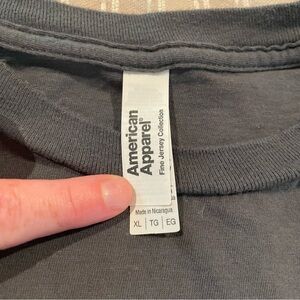 American
Apparel®
Fine Jersey Collection
Made in Nicaragua
XL | TG | EG